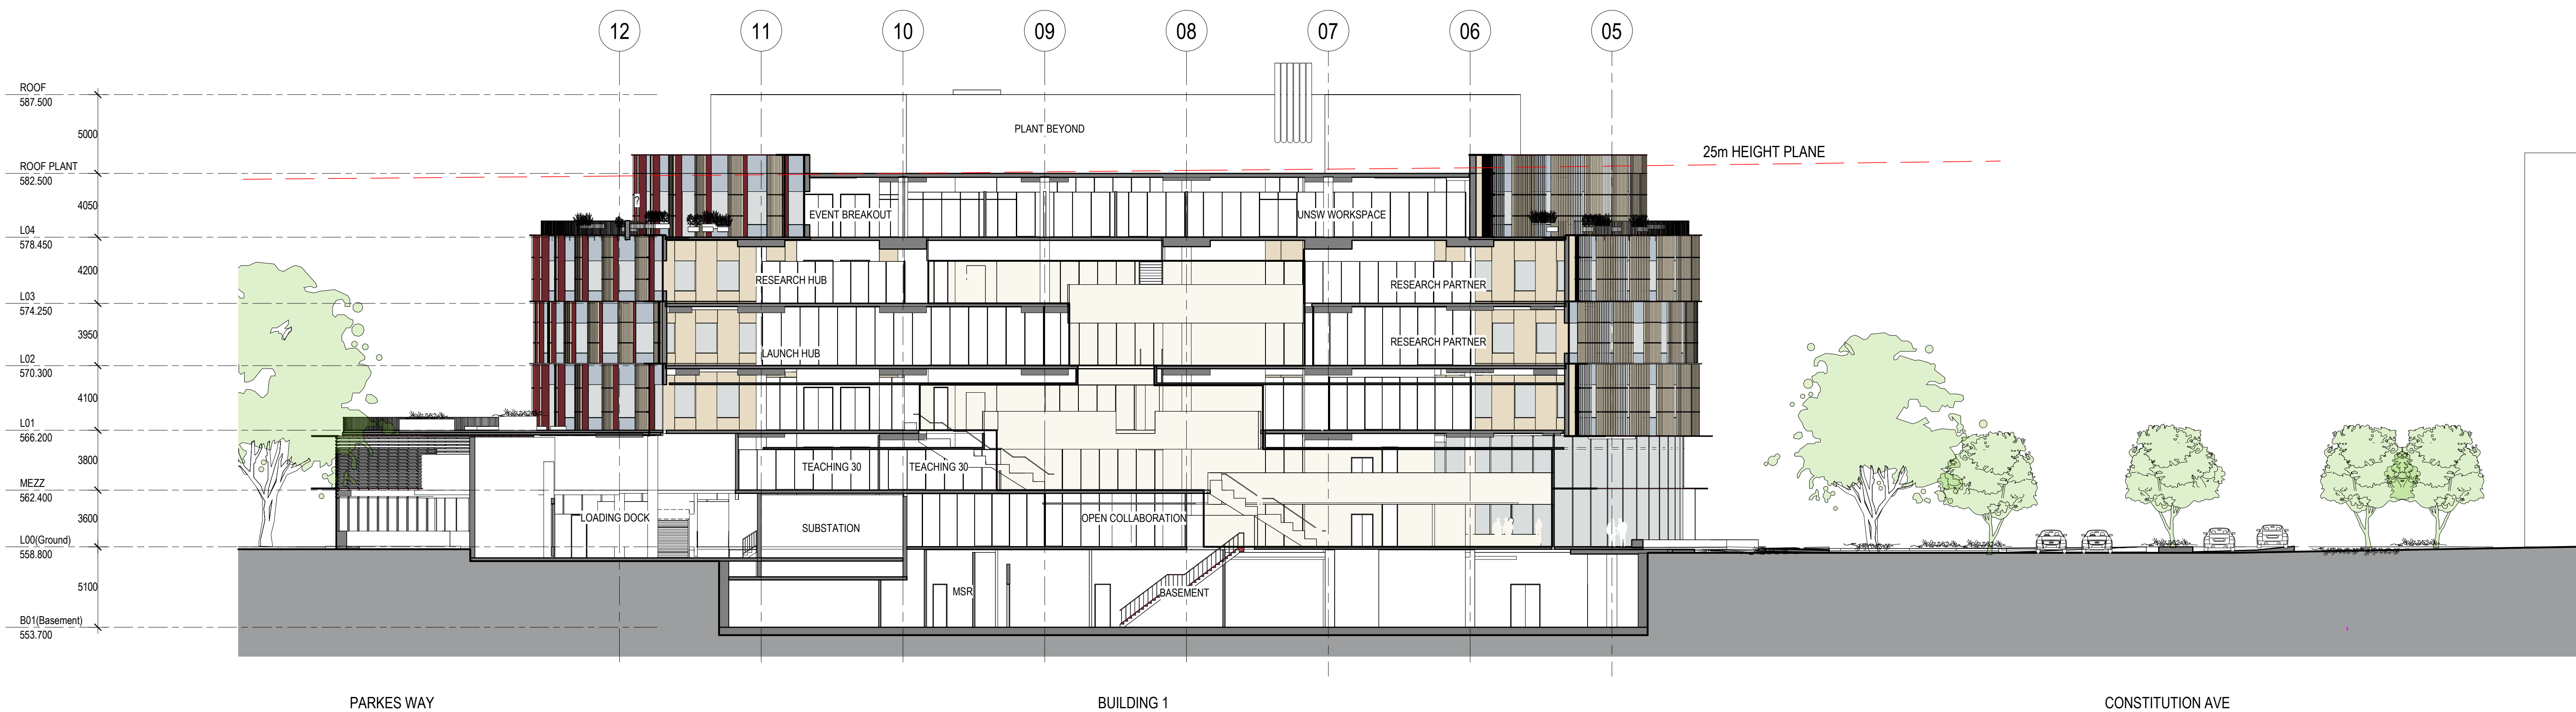 12 11 10 09 08 07 06 05
ROOF
587.500
5000
PLANT BEYOND
25m HEIGHT PLANE
ROOF PLANT
582.500
4050
?
EVENT BREAKOUT
UNSW WORKSPACE
L04
578.450
4200
RESEARCH HUB
RESEARCH PARTNER
L03
574.250
3950
LAUNCH HUB
RESEARCH PARTNER
L02
570.300
4100
L01
566.200
3800
TEACHING 30
TEACHING 30
MEZZ
562.400
3600
LOADING DOCK
SUBSTATION
OPEN COLLABORATION
L00(Ground)
558.800
5100
MSR
BASEMENT
B01(Basement)
553.700
4
PARKES WAY
BUILDING 1
CONSTITUTION AVE